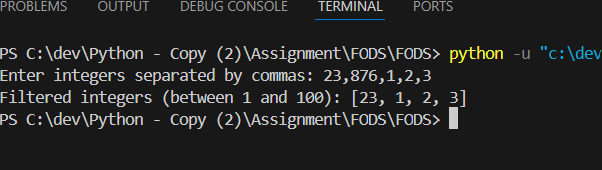 PROBLEMS OUTPUT DEBUG CONSOLE TERMINAL PORTS
PS C:\dev\Python - Copy (2)\Assignment\FODS\FODS> python -u "c:\dev
Enter integers separated by commas: 23,876,1,2,3
Filtered integers (between 1 and 100): [23, 1, 2, 3]
PS C:\dev\Python - Copy (2)\Assignment\FODS\FODS>